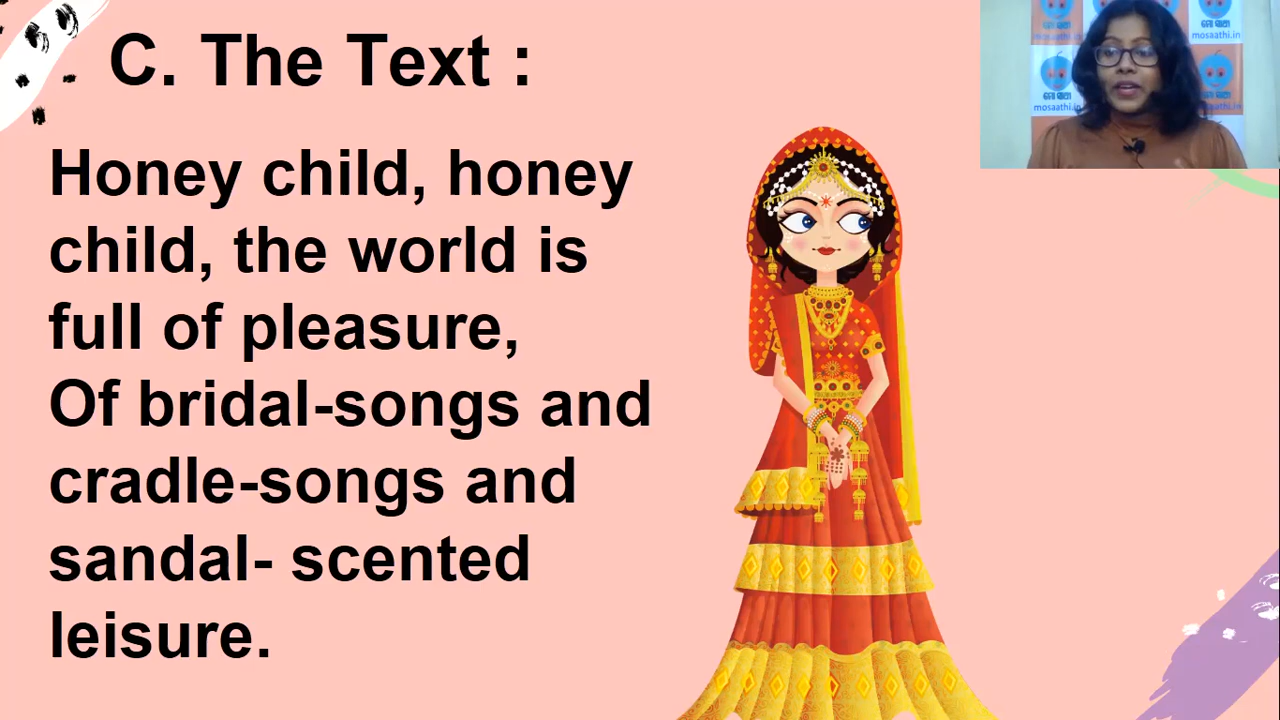 C. The Text :
Honey child, honey
child, the world is
full of pleasure,
Of bridal-songs and
cradle-songs and
sandal- scented
leisure.
mosaathi.in
ମୋ ସାଥୀ
mosaathi.in
ମୋ ସାଥୀ
mosaathi.in